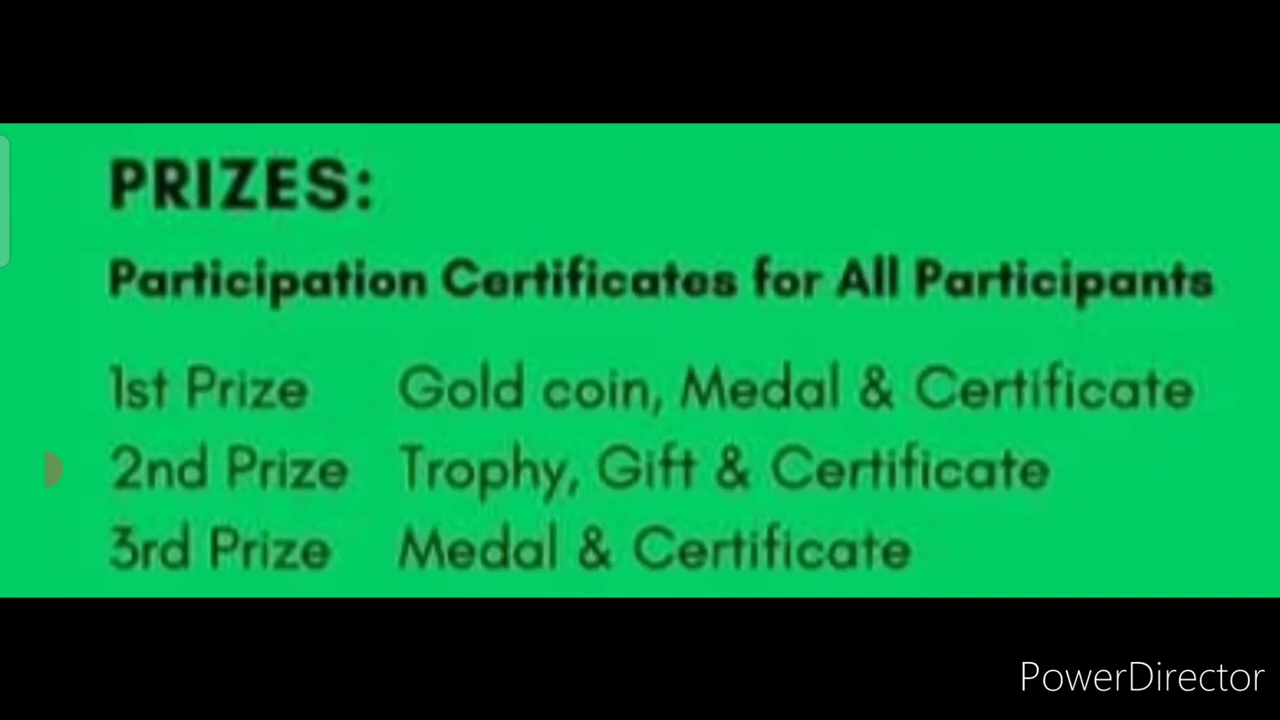 PRIZES:
Participation Certificates for All Participants
1st Prize Gold coin, Medal & Certificate
2nd Prize Trophy, Gift & Certificate
3rd Prize Medal & Certificate
PowerDirector